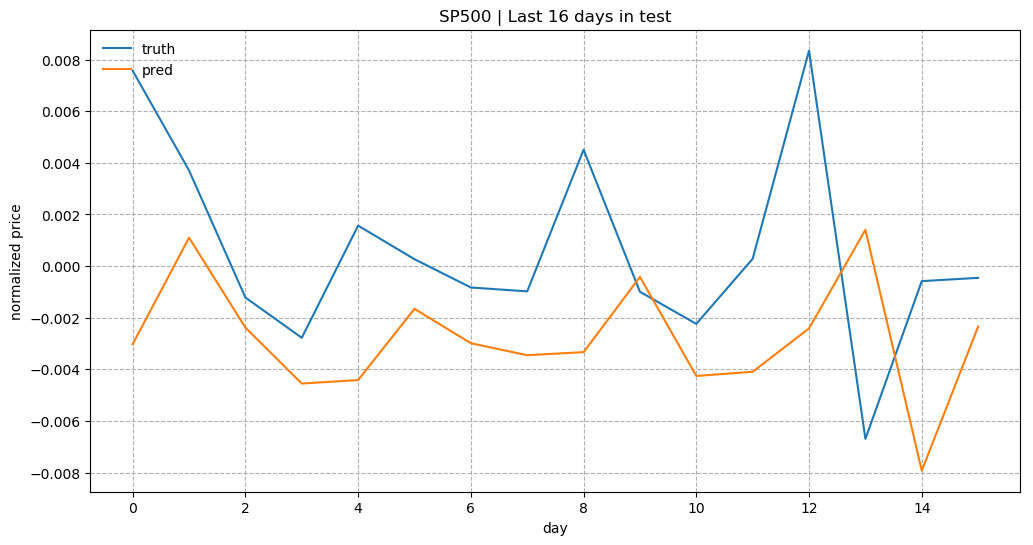 SP500 | Last 16 days in test
truth
pred
0.008
0.006
0.004
0.002
0.000
−0.002
−0.004
−0.006
−0.008
normalized price
0 2 4 6 8 10 12 14
day